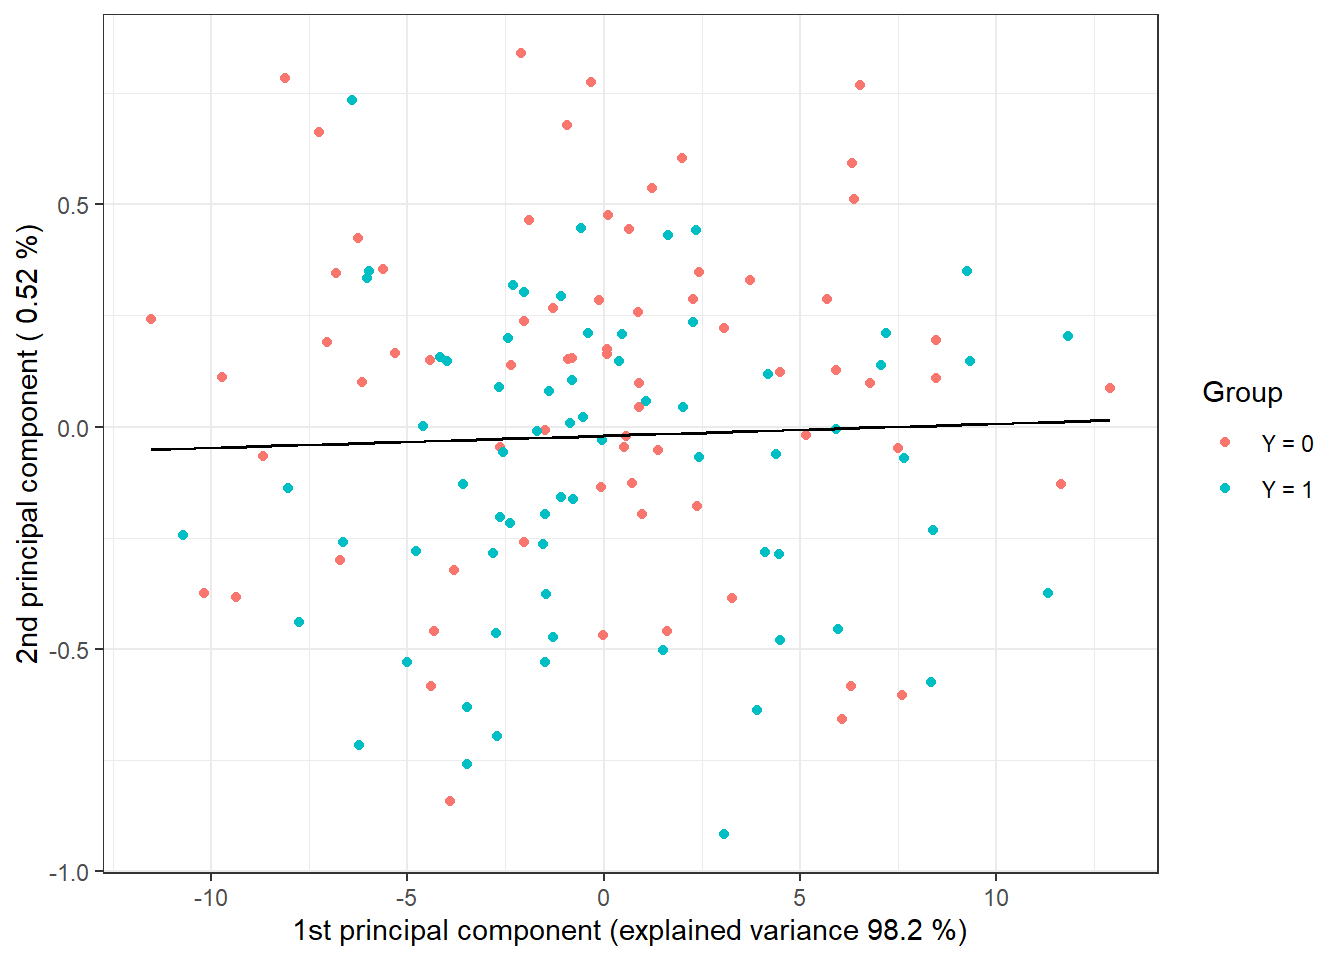 2nd principal component ( 0.52 %)
0.5
0.0
-0.5
-1.0
-10
-5
0
5
10
1st principal component (explained variance 98.2 %)
Group
Y = 0
Y = 1